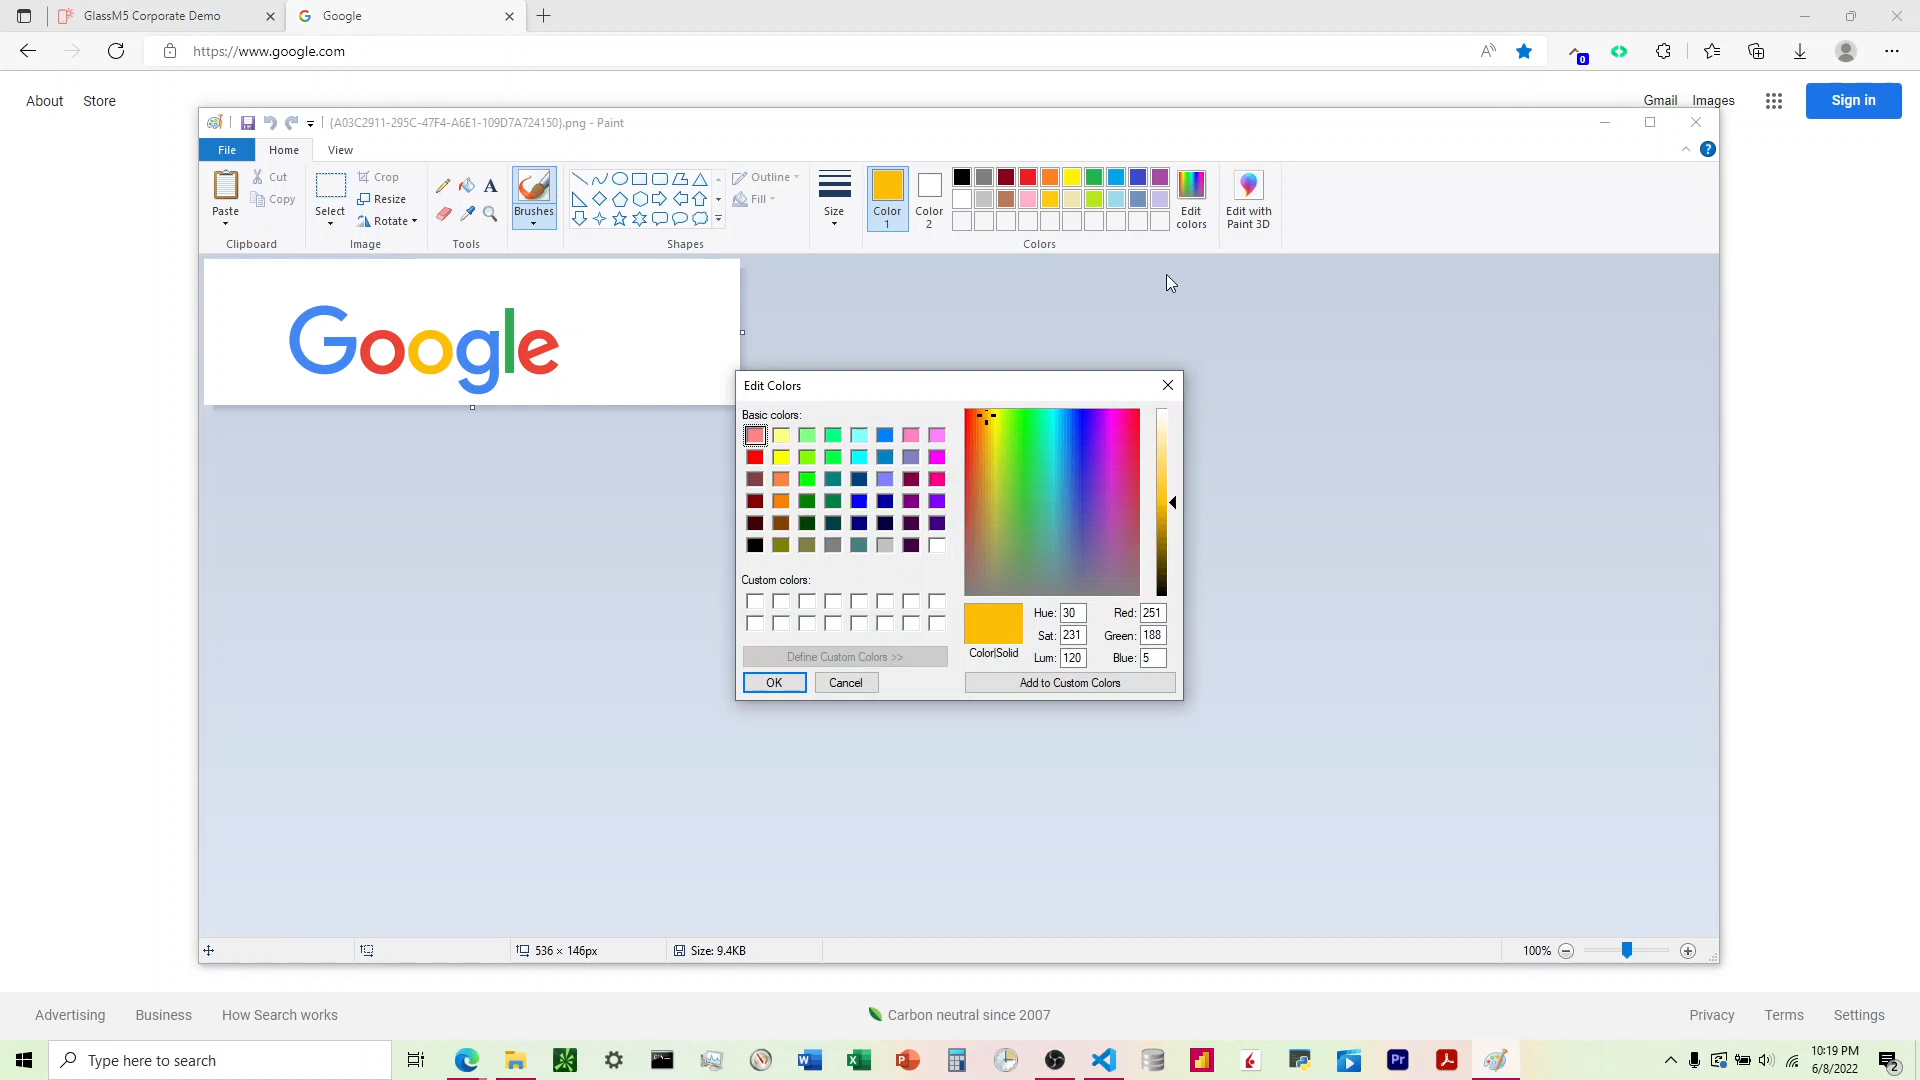 GlassM5 Corporate Demo
Google
https://www.google.com
0
About Store
Gmail Images
Sign in
{A03C2911-295C-47F4-A6E1-109D7A724150}.png - Paint
File Home View
Paste
Cut
Copy
Clipboard
Select
Crop
Resize
Rotate
Image
A
Tools
Brushes
Shapes
Outline
Fill
Size
Color 1
Color 2
Edit colors
Colors
Edit with Paint 3D
Google
Edit Colors
Basic colors:
Custom colors:
Define Custom Colors >>
OK Cancel
Color|Solid
Hue: 30 Red: 251
Sat: 231 Green: 188
Lum: 120 Blue: 5
Add to Custom Colors
536 × 146px
Size: 9.4KB
100%
Advertising Business How Search works
Carbon neutral since 2007
Privacy Terms Settings
Type here to search
Pr
10:19 PM
6/8/2022
2